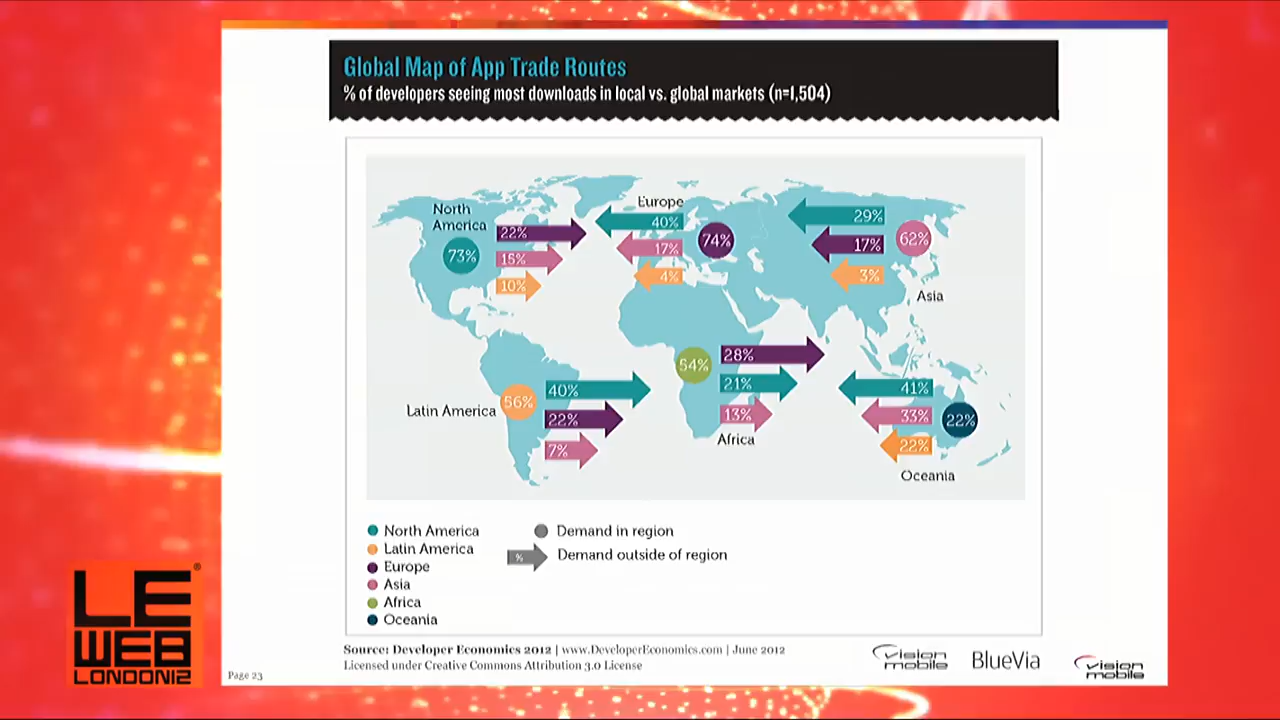 Global Map of App Trade Routes
% of developers seeing most downloads in local vs. global markets (n=1,504)
North
America
73%
22%
15%
10%
Europe
40%
17%
4%
74%
29%
17%
3%
62%
Asia
Latin America
56%
40%
22%
7%
54%
28%
21%
13%
Africa
41%
33%
22%
22%
Oceania
North America
Latin America
Europe
Asia
Africa
Oceania
Demand in region
% Demand outside of region
Source: Developer Economics 2012 | www.DeveloperEconomics.com | June 2012
Licensed under Creative Commons Attribution 3.0 License
vision
mobile
BlueVia
vision
mobile
Page 23
LE
WEB
LONDON12
®